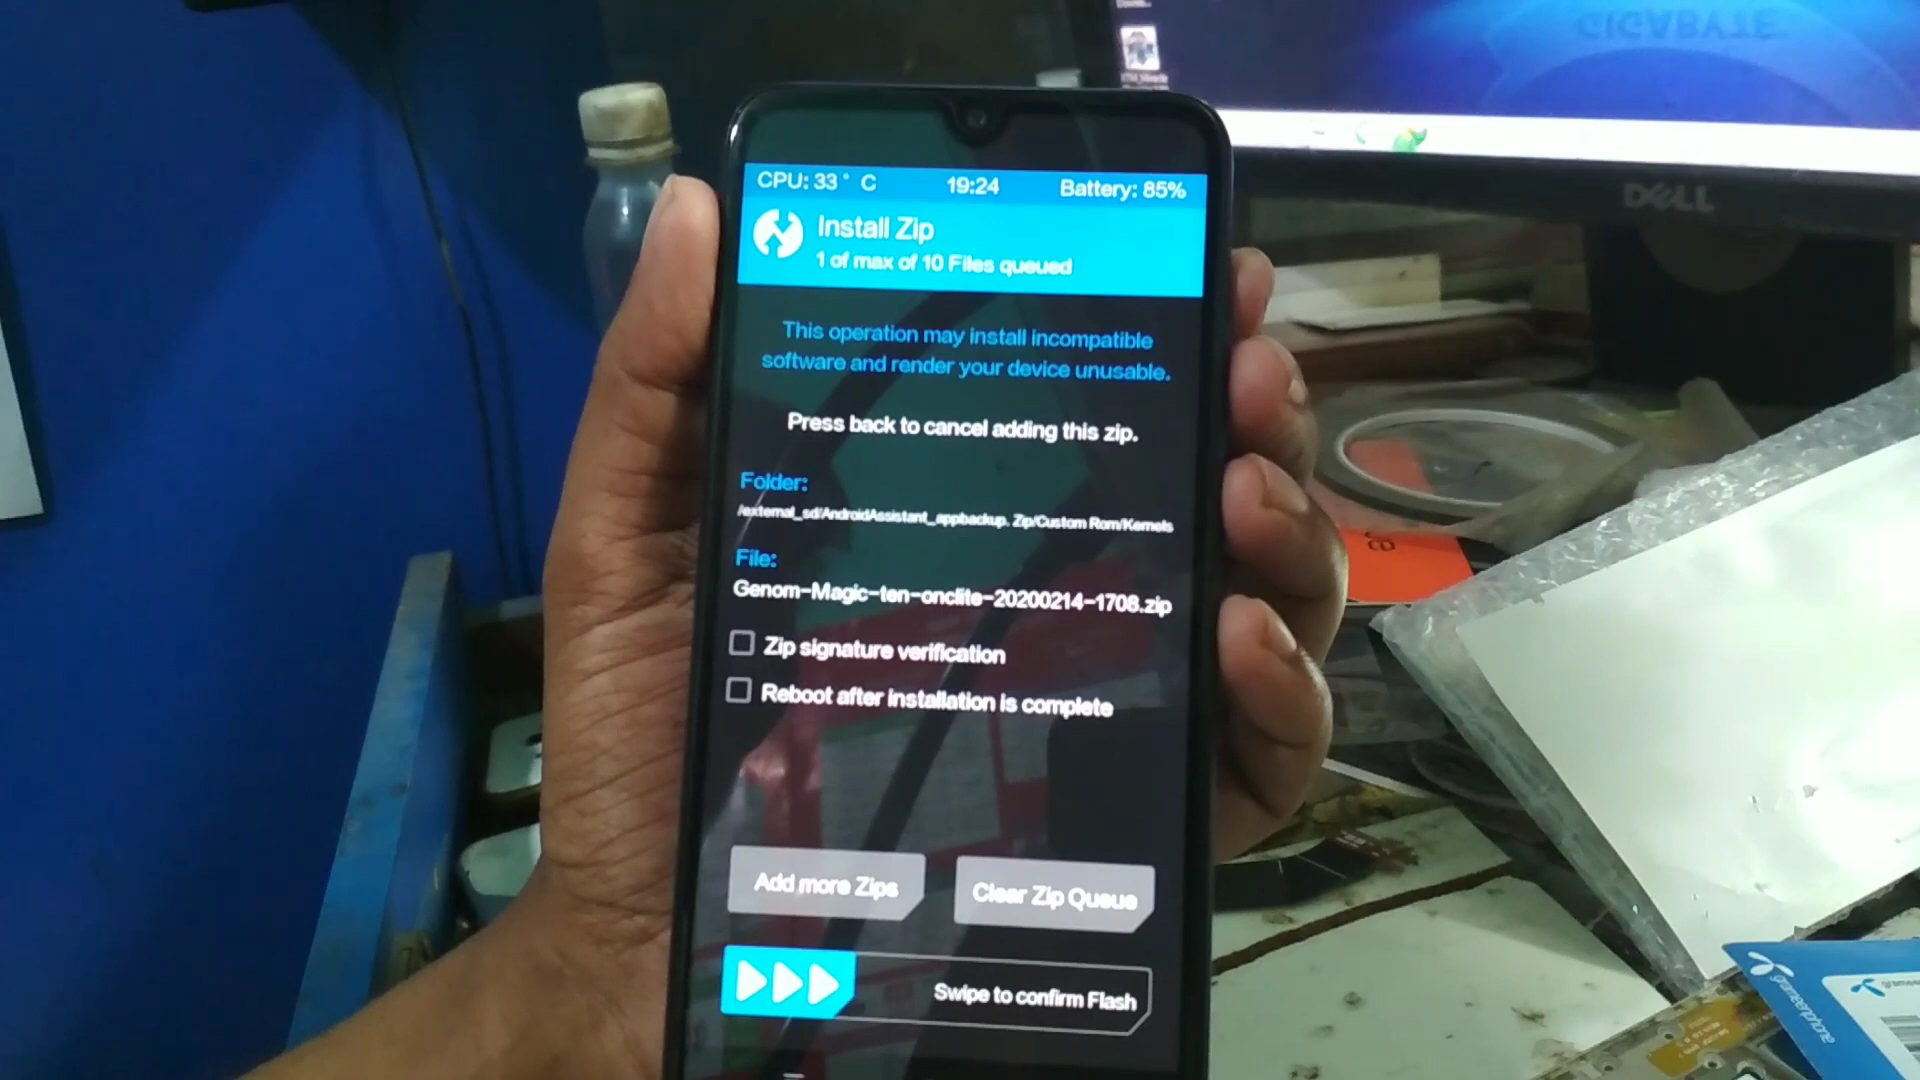 GIGABYTE
DELL
CPU: 33° C
19:24
Battery: 85%
Install Zip
1 of max of 10 Files queued
This operation may install incompatible
software and render your device unusable.
Press back to cancel adding this zip.
Folder:
/external_sd/AndroidAssistant_appbackup. Zip/Custom Rom/Kernels
File:
Genom-Magic-ten-onclite-20200214-1708.zip
Zip signature verification
Reboot after installation is complete
Add more Zips
Clear Zip Queue
Swipe to confirm Flash
grameenphone